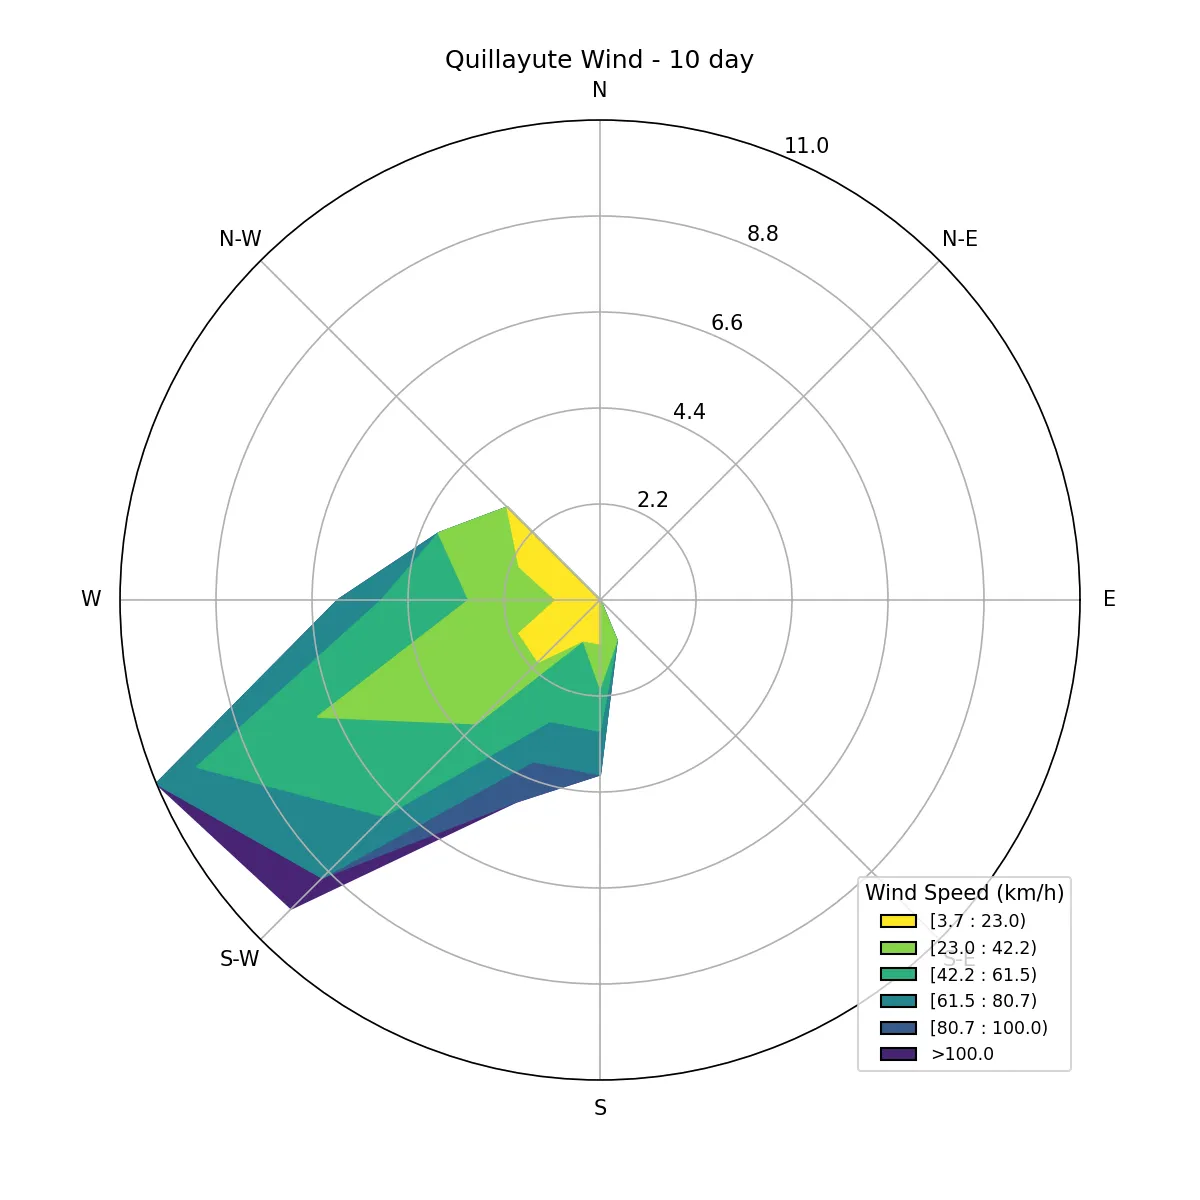 Quillayute Wind - 10 day
N
11.0
N-W
8.8
N-E
6.6
4.4
2.2
W
E
S-W
Wind Speed (km/h)
[3.7 : 23.0)
[23.0 : 42.2)
S-E
[42.2 : 61.5)
[61.5 : 80.7)
[80.7 : 100.0)
>100.0
S